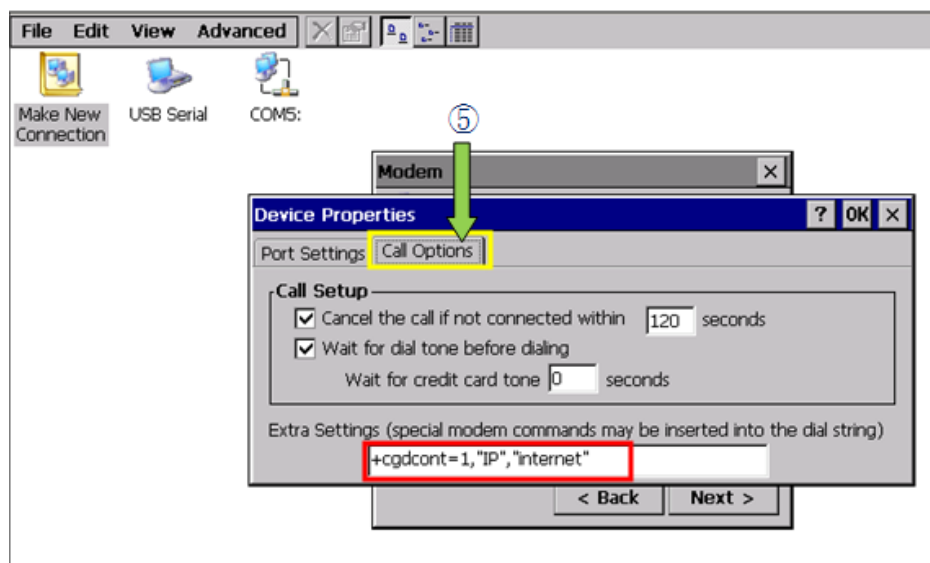 File Edit View Advanced
Make New Connection
USB Serial
COM5:
⑤
Modem
Device Properties ? OK
Port Settings Call Options
Call Setup
Cancel the call if not connected within 120 seconds
Wait for dial tone before dialing
Wait for credit card tone 0 seconds
Extra Settings (special modem commands may be inserted into the dial string)
+cgdcont=1,"IP","internet"
< Back Next >